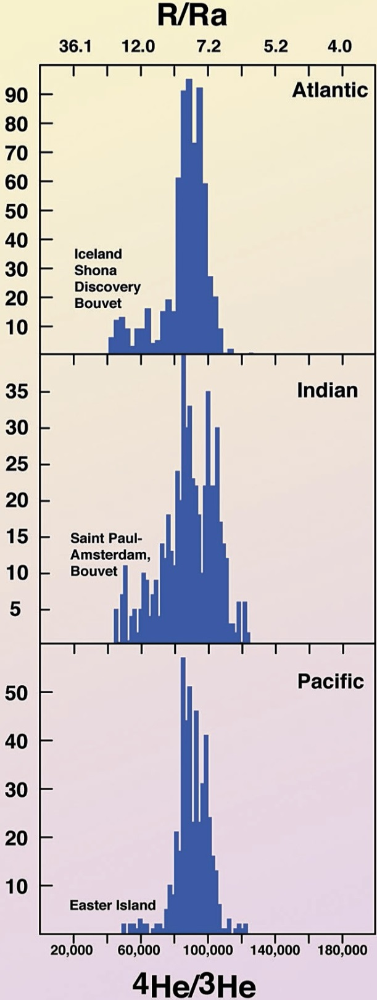 R/Ra
36.1 12.0 7.2 5.2 4.0
Atlantic
90
80
70
60
50
40
30
20
10
Iceland
Shona
Discovery
Bouvet
Indian
35
30
25
20
15
10
5
Saint Paul-
Amsterdam,
Bouvet
Pacific
50
40
30
20
10
Easter Island
20,000 60,000 100,000 140,000 180,000
4He/3He